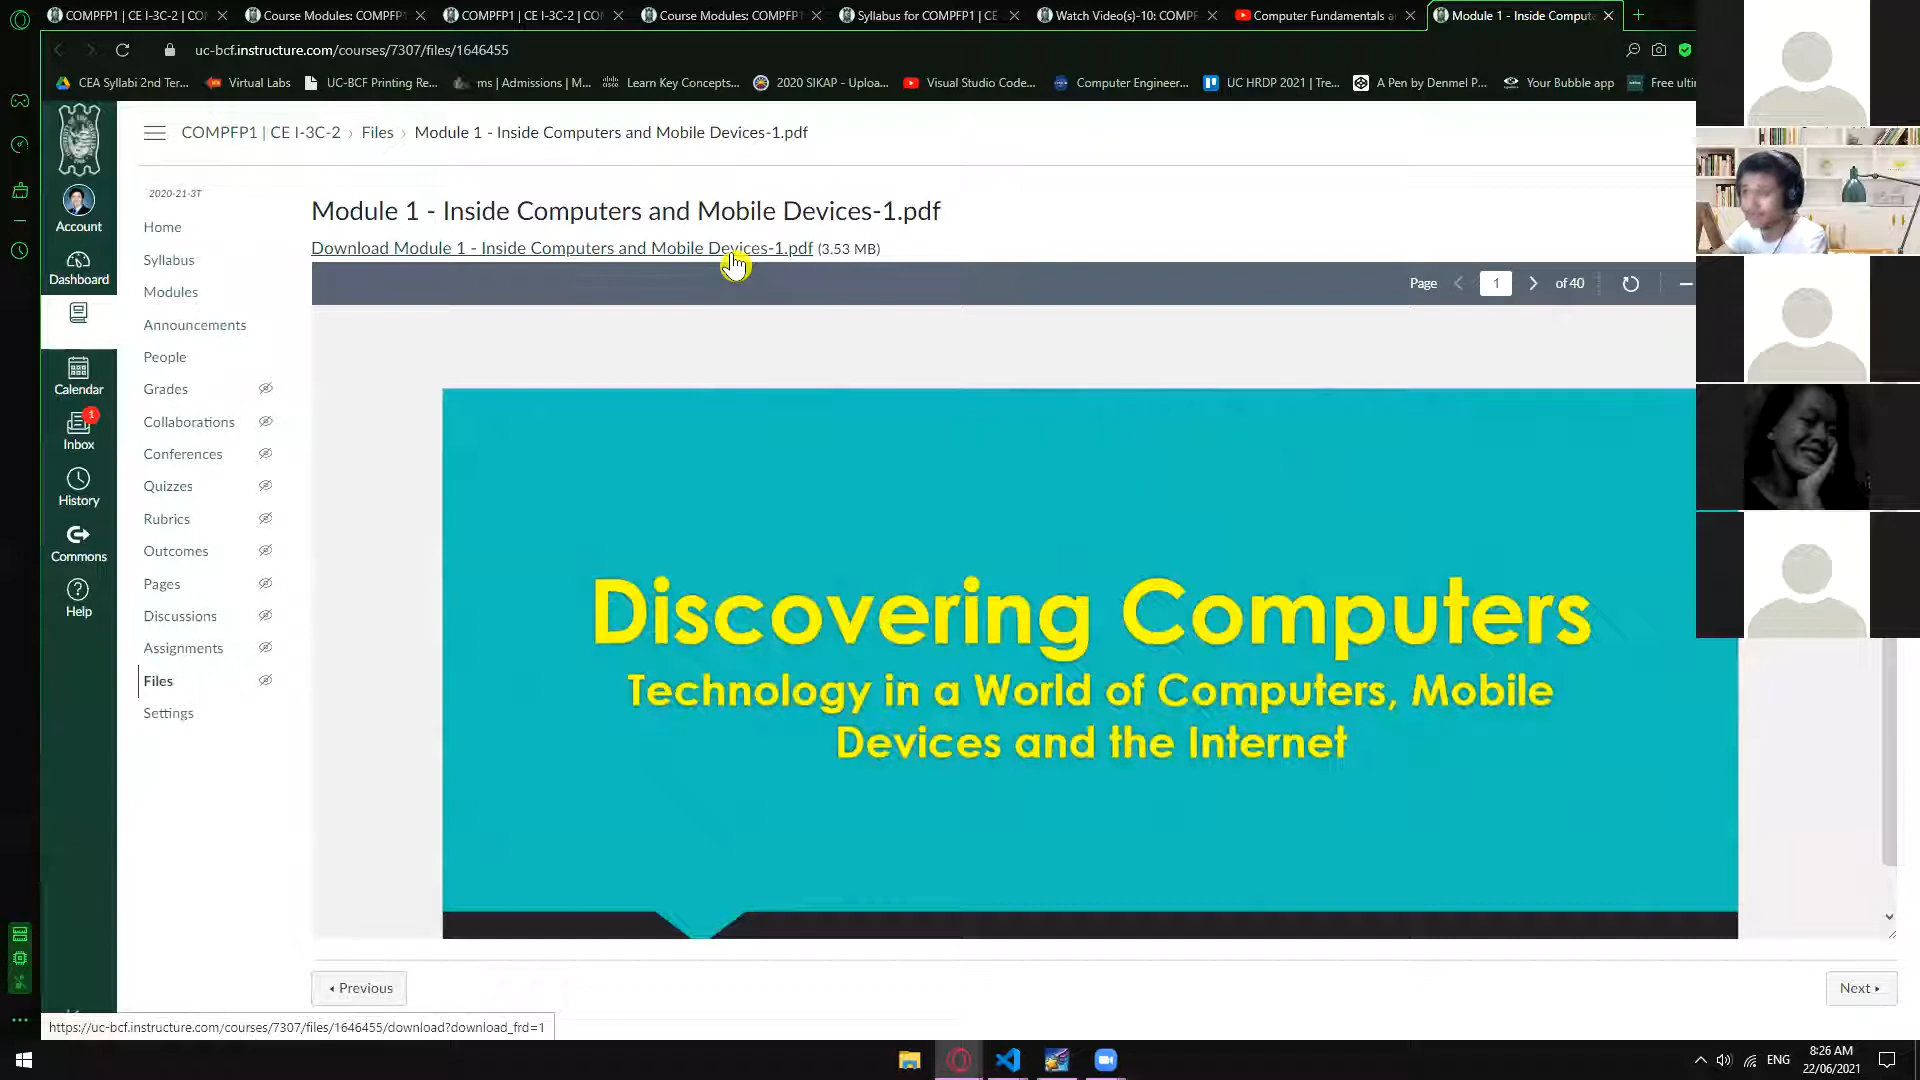 COMPFP1 | CE I-3C-2 | CO
Course Modules: COMPFP
COMPFP1 | CE I-3C-2 | CO
Course Modules: COMPFP1
Syllabus for COMPFP1 | CE
Watch Video(s)-10: COMPF
Computer Fundamentals a
Module 1 - Inside Compute
uc-bcf.instructure.com/courses/7307/files/1646455
CEA Syllabi 2nd Ter...
Virtual Labs
UC-BCF Printing Re...
ms | Admissions | M...
Learn Key Concepts...
2020 SIKAP - Uploa...
Visual Studio Code...
Computer Engineer...
UC HRDP 2021 | Tre...
A Pen by Denmel P...
Your Bubble app
Free ulti
COMPFP1 | CE I-3C-2 › Files › Module 1 - Inside Computers and Mobile Devices-1.pdf
Account
Dashboard
Calendar
1
Inbox
History
Commons
Help
2020-21-3T
Home
Syllabus
Modules
Announcements
People
Grades
Collaborations
Conferences
Quizzes
Rubrics
Outcomes
Pages
Discussions
Assignments
Files
Settings
Module 1 - Inside Computers and Mobile Devices-1.pdf
Download Module 1 - Inside Computers and Mobile Devices-1.pdf (3.53 MB)
Page 1 of 40
Discovering Computers
Technology in a World of Computers, Mobile
Devices and the Internet
Previous
Next
https://uc-bcf.instructure.com/courses/7307/files/1646455/download?download_frd=1
ENG
8:26 AM
22/06/2021